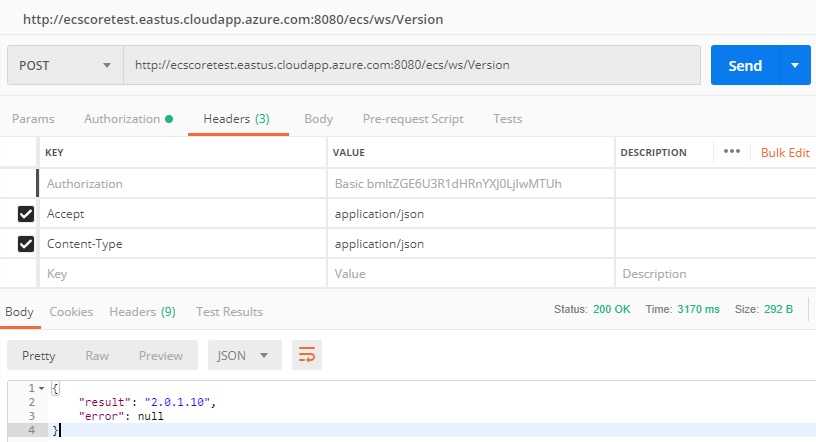 http://ecscoretest.eastus.cloudapp.azure.com:8080/ecs/ws/Version
POST http://ecscoretest.eastus.cloudapp.azure.com:8080/ecs/ws/Version Send
Params Authorization Headers (3) Body Pre-request Script Tests
KEY VALUE DESCRIPTION ••• Bulk Edit
Authorization Basic bmltZGE6U3R1dHRnYXJ0LjIwMTUh
Accept application/json
Content-Type application/json
Key Value Description
Body Cookies Headers (9) Test Results Status: 200 OK Time: 3170 ms Size: 292 B
Pretty Raw Preview JSON
1 {
2 "result": "2.0.1.10",
3 "error": null
4 }